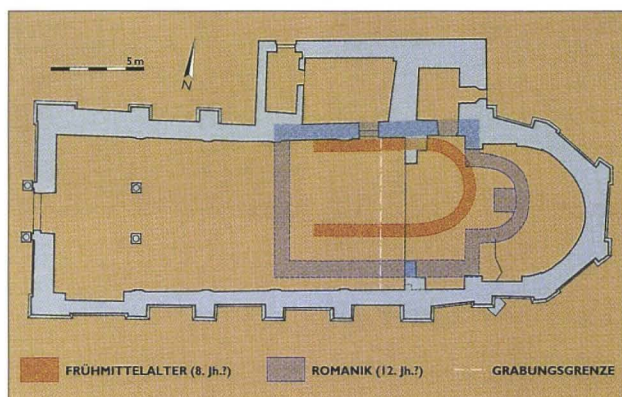 5 m
N
FRÜHMITTELALTER (8. Jh.?)
ROMANIK (12. Jh.?)
GRABUNGSGRENZE